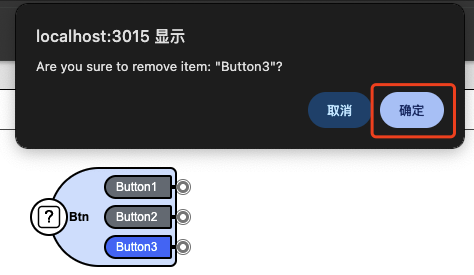 localhost:3015 显示
Are you sure to remove item: "Button3"?
取消
确定
Button1
? Btn
Button2
Button3